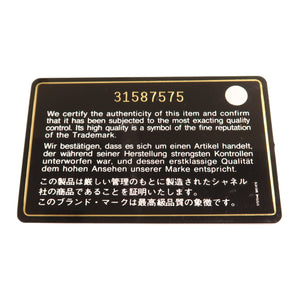 31587575
We certify the authenticity of this item and confirm
that it has been subjected to the most exacting quality
control. Its high quality is a symbol of the fine reputation
of the Trademark.
Wir bestätigen, dass es sich um einen Artikel handelt,
der während seiner Herstellung strengsten Kontrollen
unterworfen war, und dessen erstklassige Qualität
dem hohen Ansehen unserer Marke entspricht.
この製品は厳しい管理のもとに製造されたシャネル
社の商品であることを証明いたします。
このブランド・マークは最高級品質の象徴です。